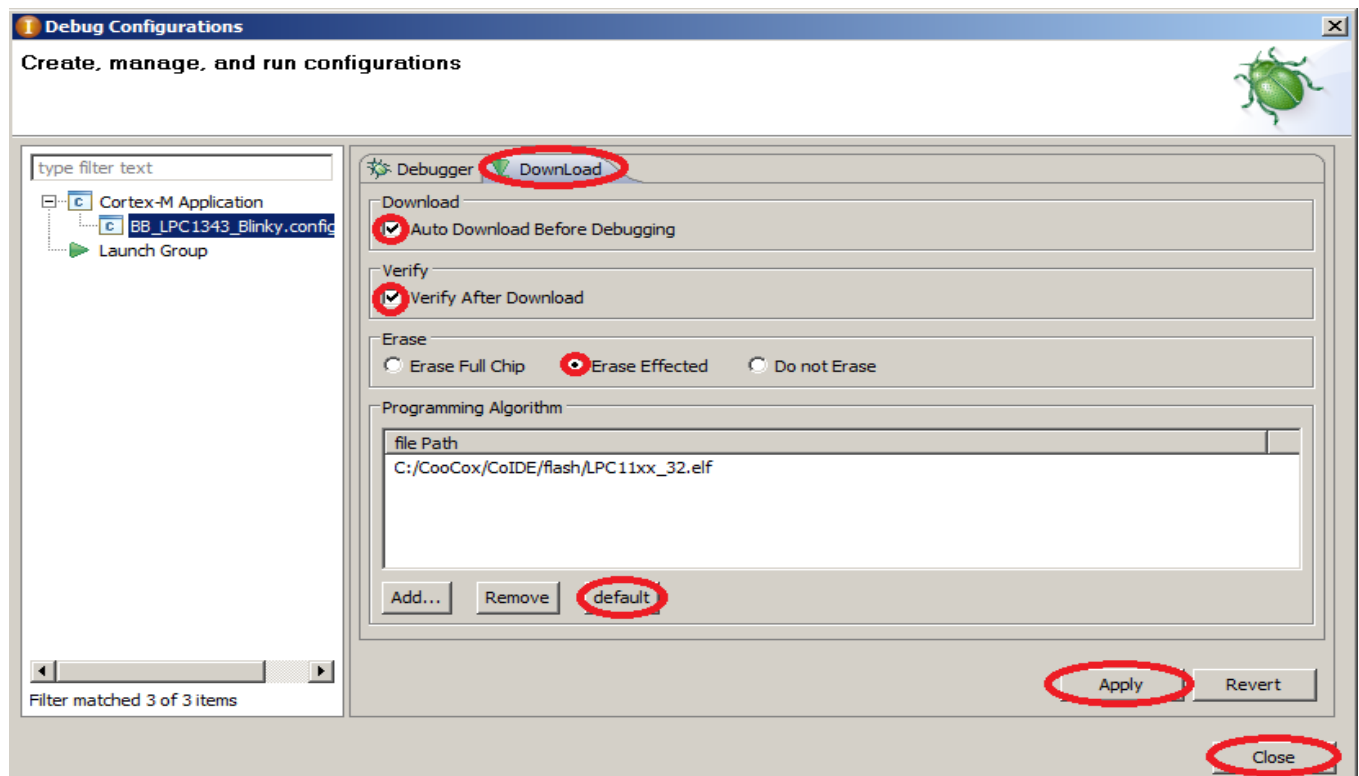 Debug Configurations
Create, manage, and run configurations
type filter text
Cortex-M Application
BB_LPC1343_Blinky.config
Launch Group
Filter matched 3 of 3 items
Debugger
DownLoad
Download
Auto Download Before Debugging
Verify
Verify After Download
Erase
Erase Full Chip Erase Effected Do not Erase
Programming Algorithm
file Path
C:/CooCox/CoIDE/flash/LPC11xx_32.elf
Add... Remove default
Apply Revert
Close